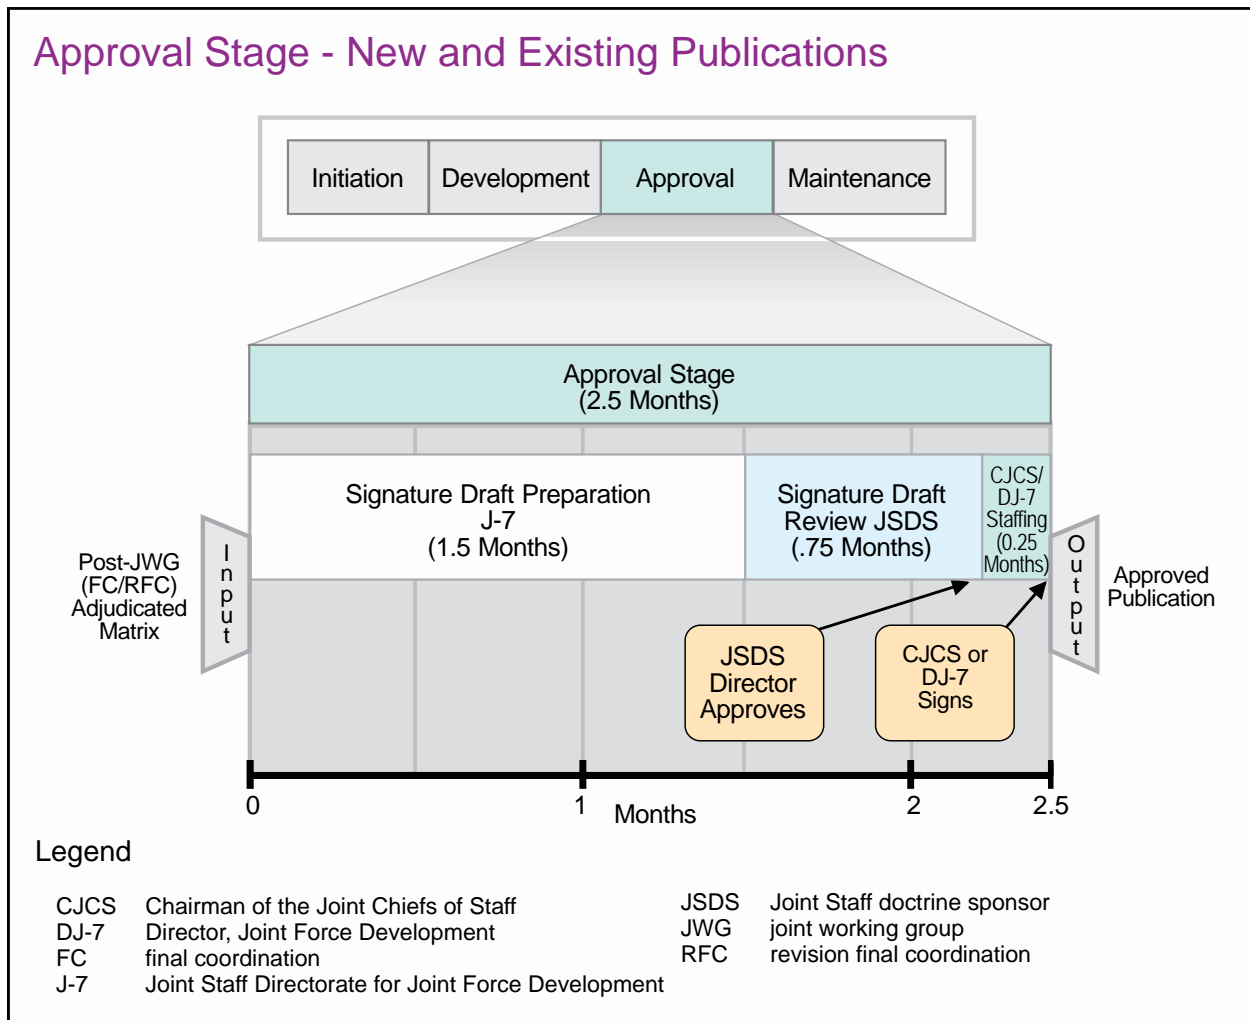 Approval Stage - New and Existing Publications
Initiation
Development
Approval
Maintenance
Approval Stage
(2.5 Months)
Signature Draft Preparation
J-7
(1.5 Months)
Signature Draft
Review JSDS
(.75 Months)
CJCS/
DJ-7
Staffing
(0.25
Months)
Post-JWG
(FC/RFC)
Adjudicated
Matrix
Input
Output
Approved
Publication
JSDS
Director
Approves
CJCS or
DJ-7
Signs
0
1
2
2.5
Months
Legend
CJCS Chairman of the Joint Chiefs of Staff
DJ-7 Director, Joint Force Development
FC final coordination
J-7 Joint Staff Directorate for Joint Force Development
JSDS Joint Staff doctrine sponsor
JWG joint working group
RFC revision final coordination